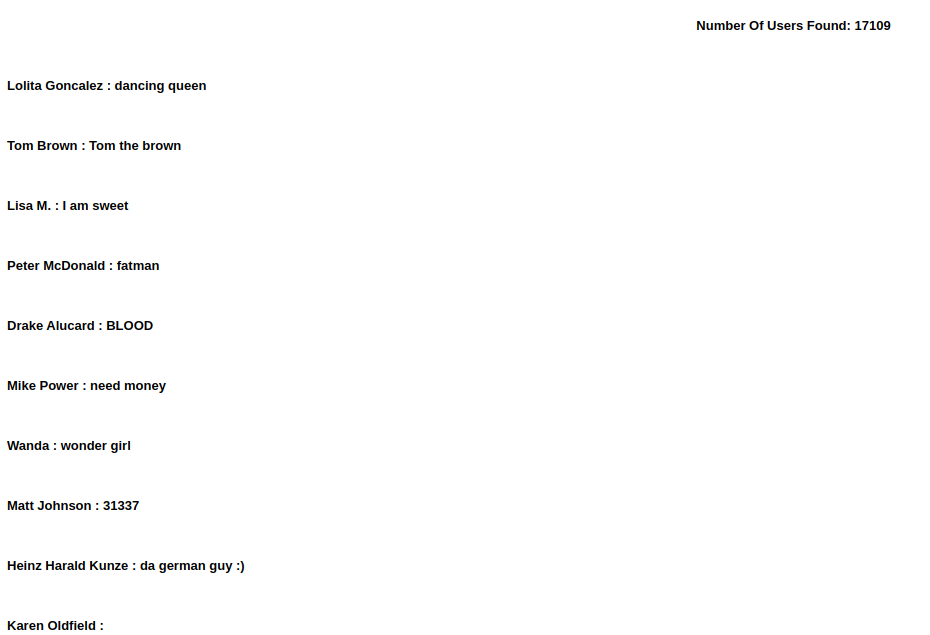 Number Of Users Found: 17109
Lolita Goncalez : dancing queen
Tom Brown : Tom the brown
Lisa M. : I am sweet
Peter McDonald : fatman
Drake Alucard : BLOOD
Mike Power : need money
Wanda : wonder girl
Matt Johnson : 31337
Heinz Harald Kunze : da german guy :)
Karen Oldfield :